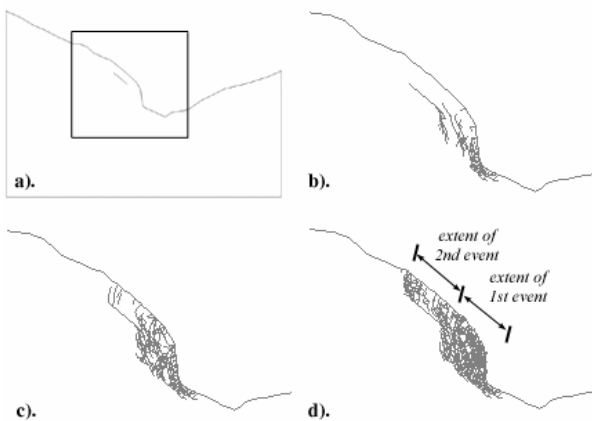 a).
b).
c).
extent of
2nd event
extent of
1st event
d).